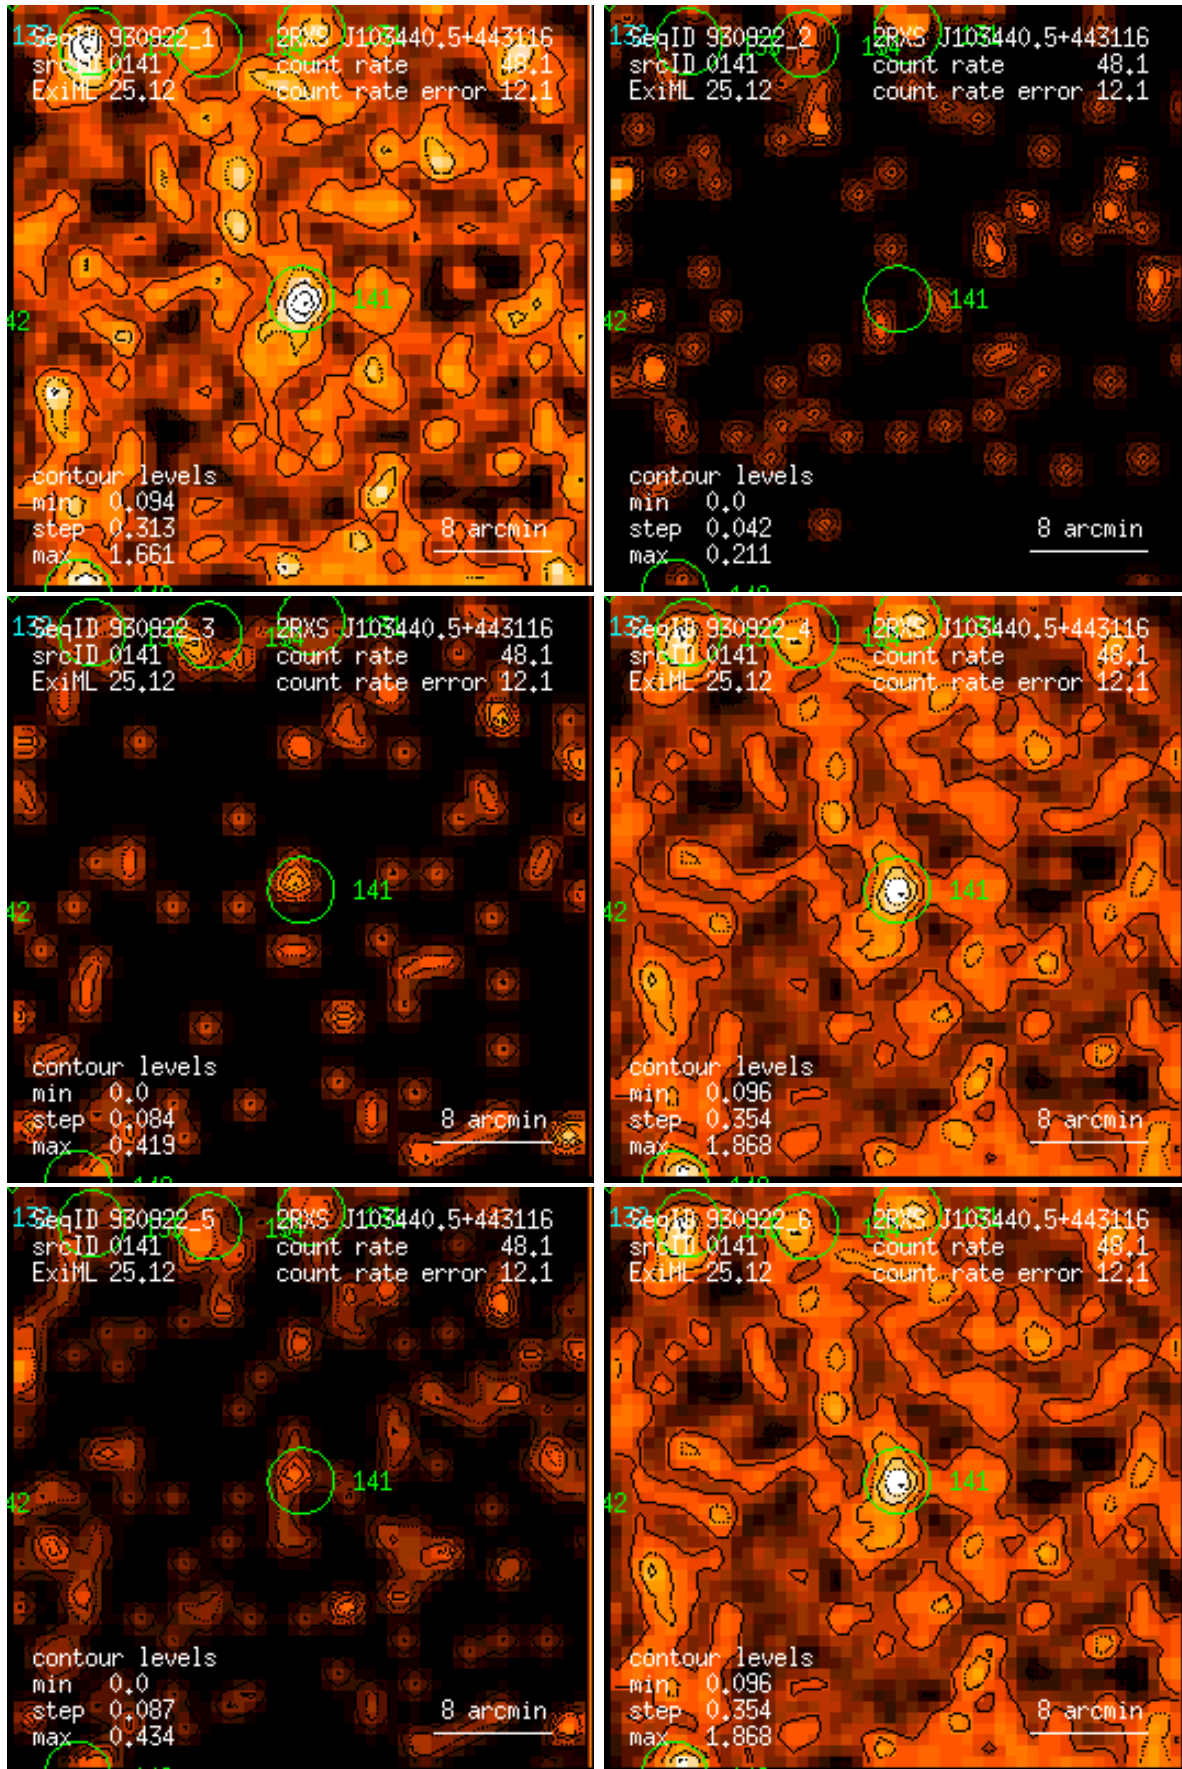 SeqID 930922_1 2RXS J103440.5+443116
srcID 0141 count rate 48.1
ExiML 25.12 count rate error 12.1
141
42
contour levels
min 0.094
step 0.313
max 1.661
8 arcmin
SeqID 930922_2 2RXS J103440.5+443116
srcID 0141 count rate 48.1
ExiML 25.12 count rate error 12.1
141
42
contour levels
min 0.0
step 0.042
max 0.211
8 arcmin
SeqID 930922_3 2RXS J103440.5+443116
srcID 0141 count rate 48.1
ExiML 25.12 count rate error 12.1
141
42
contour levels
min 0.0
step 0.084
max 0.419
8 arcmin
SeqID 930922_4 2RXS J103440.5+443116
srcID 0141 count rate 48.1
ExiML 25.12 count rate error 12.1
141
42
contour levels
min 0.096
step 0.354
max 1.868
8 arcmin
SeqID 930922_5 2RXS J103440.5+443116
srcID 0141 count rate 48.1
ExiML 25.12 count rate error 12.1
141
42
contour levels
min 0.0
step 0.087
max 0.434
8 arcmin
SeqID 930922_6 2RXS J103440.5+443116
srcID 0141 count rate 48.1
ExiML 25.12 count rate error 12.1
141
42
contour levels
min 0.096
step 0.354
max 1.868
8 arcmin